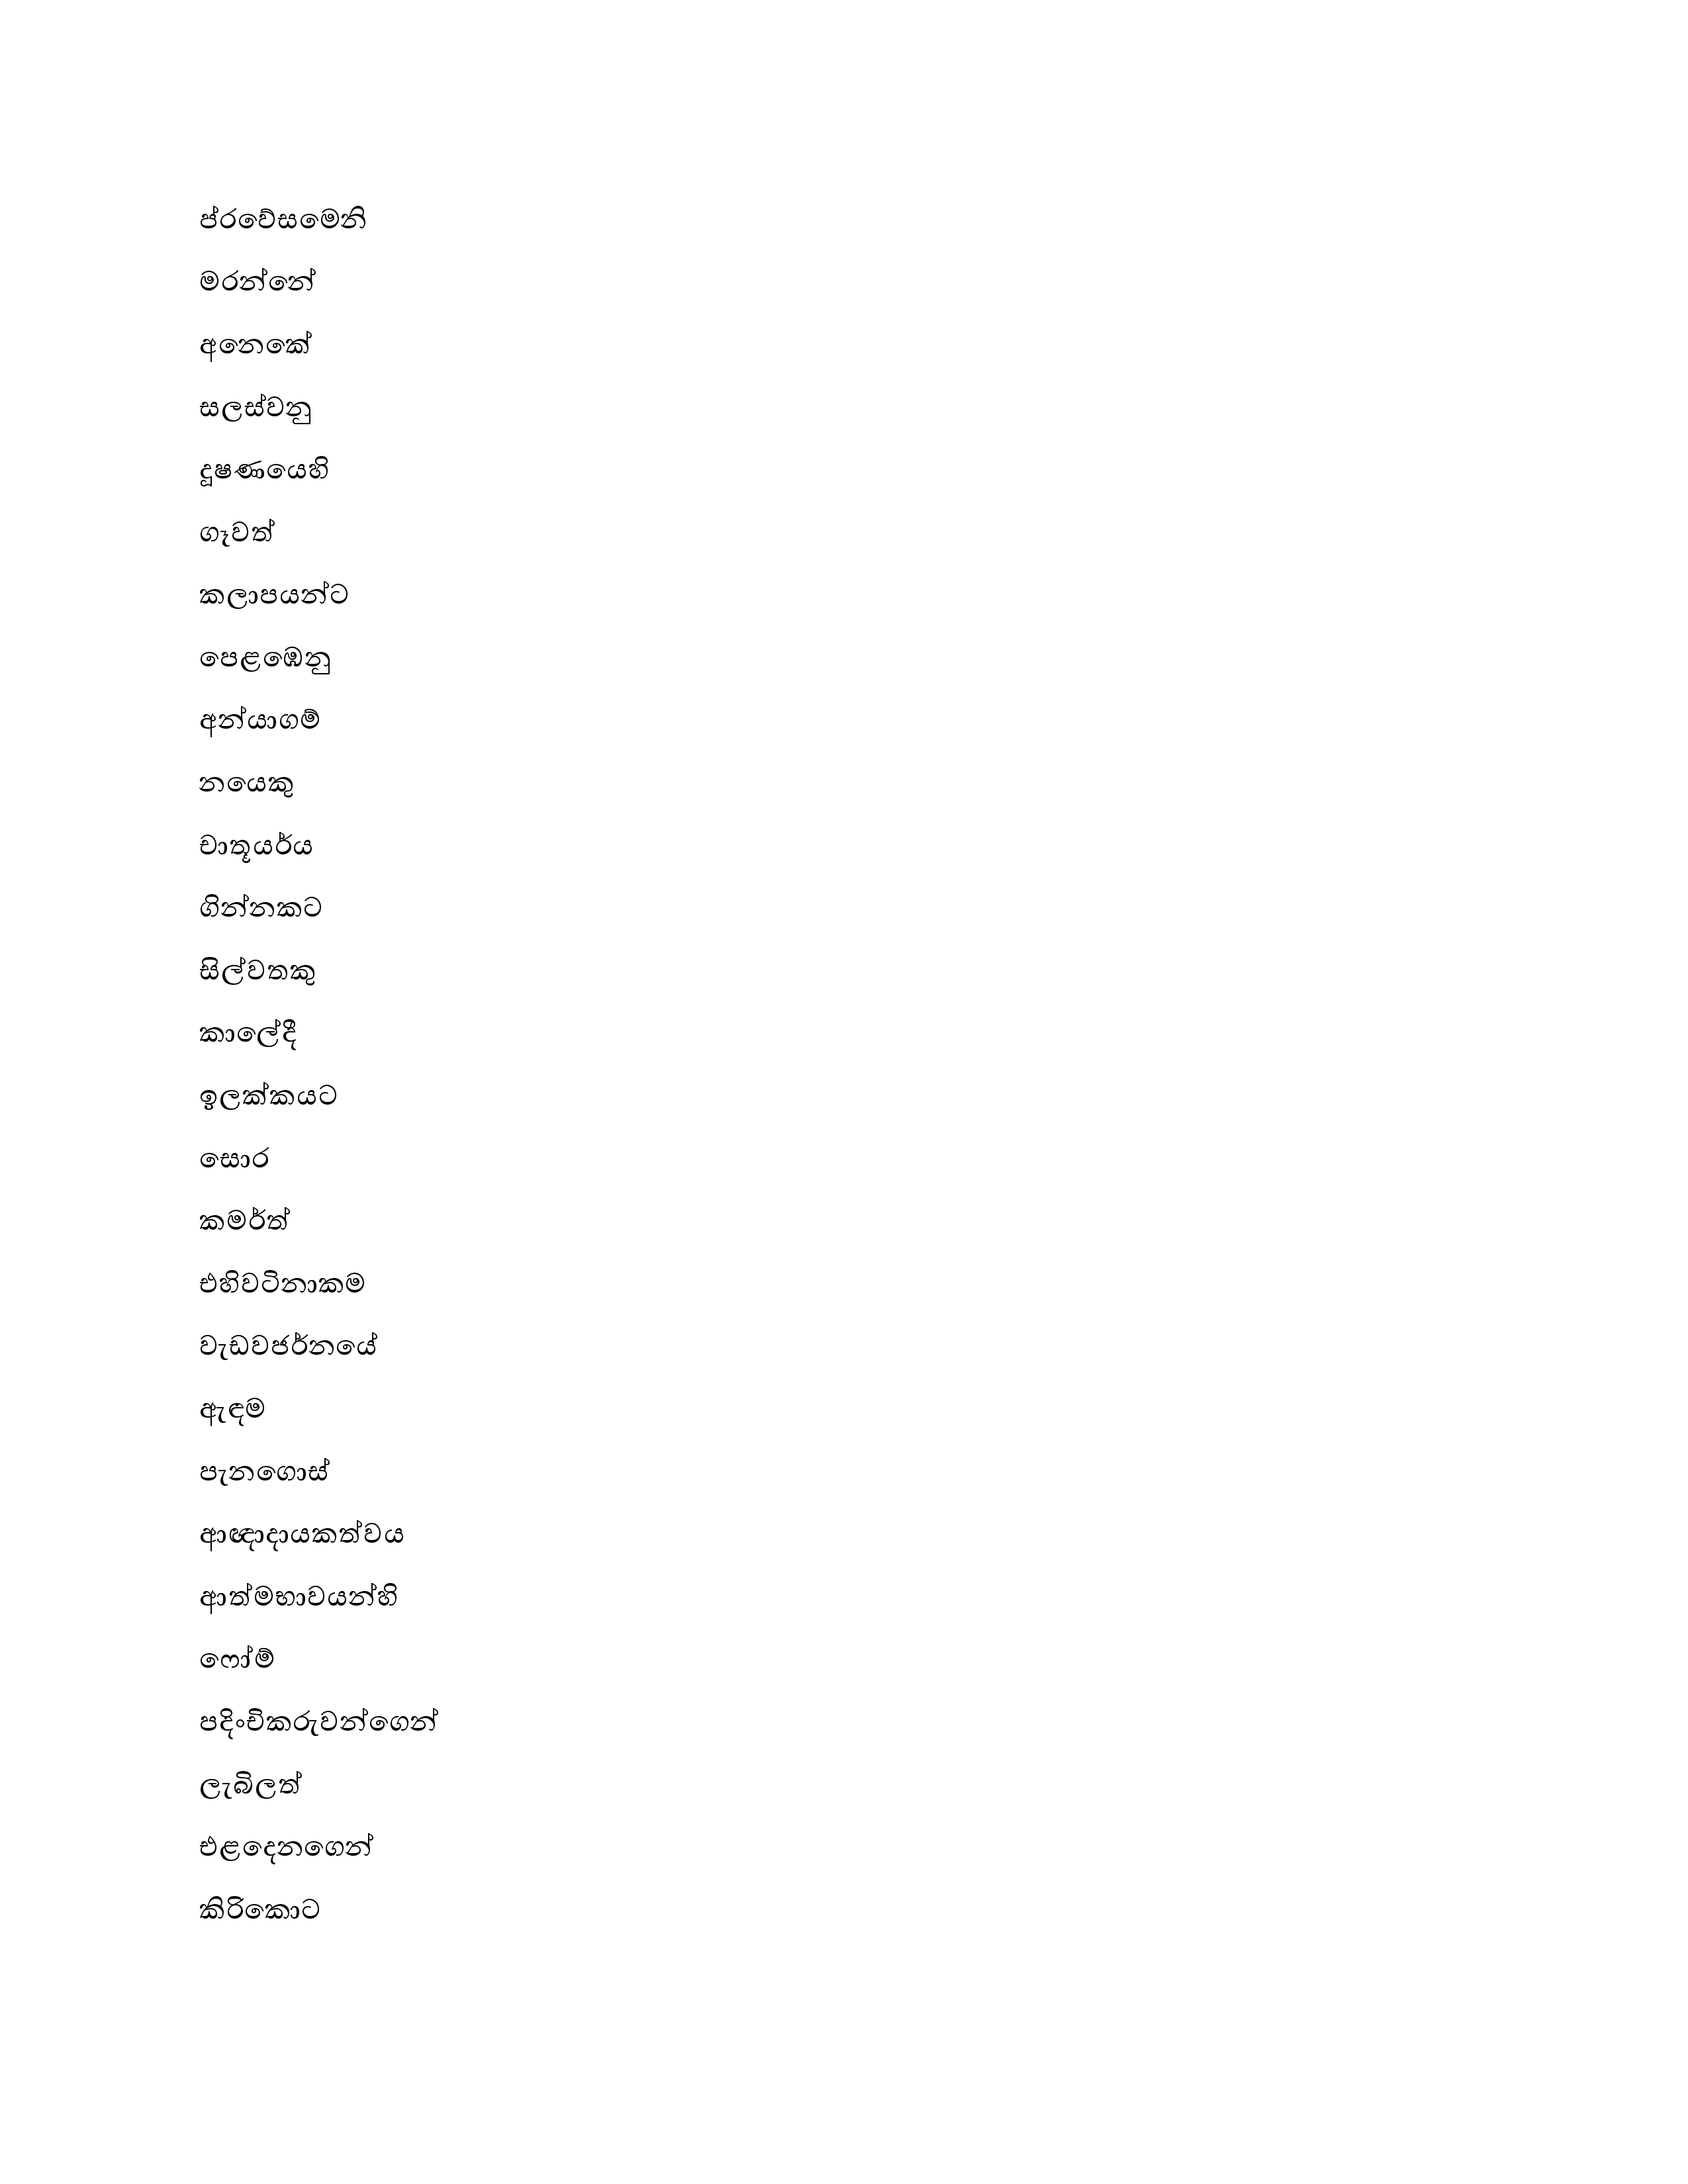 ප්රවේසමෙනි
මරන්නේ
අනෙකේ
සලස්වනු
දූෂණයෙහි
ගෑවත්
කලාපයන්ට
පෙළඹෙනු
අන්යාගම්
නයෙකු
චාතූයර්ය
ගින්නකට
සිල්වතකු
කාලේදී
ඉලක්කයට
සොර
කමර්ත්
එහිවටිනාකම
වැඩවජර්නයේ
ඇඳම
පැනගොස්
ආඥාදායකත්වය
ආත්මභාවයන්හි
ෆෝම්
පදිංචිකරුවන්ගෙන්
ලැබිලත්
එළදෙනගෙන්
කිරිකොට